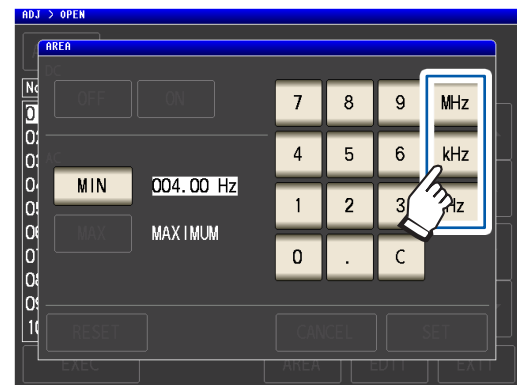 ADJ > OPEN
AREA
DC
OFF ON
7 8 9 MHz
AC
4 5 6 kHz
MIN 004.00 Hz
1 2 3 Hz
MAX MAXIMUM
0 . C
RESET CANCEL SET
EXEC AREA EDIT EXIT